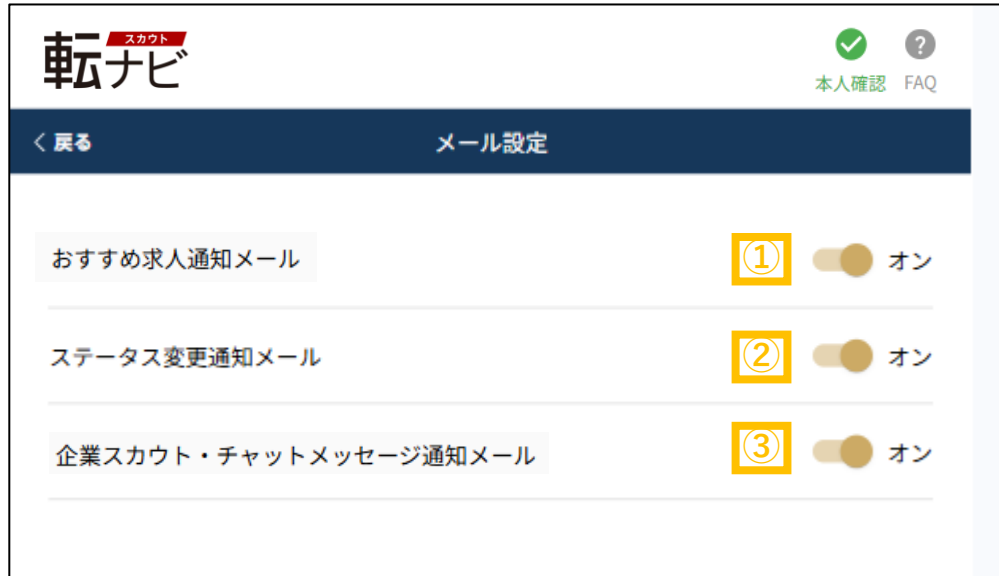 スカウト
転ナビ
本人確認 FAQ
< 戻る メール設定
おすすめ求人通知メール ① オン
ステータス変更通知メール ② オン
企業スカウト・チャットメッセージ通知メール ③ オン